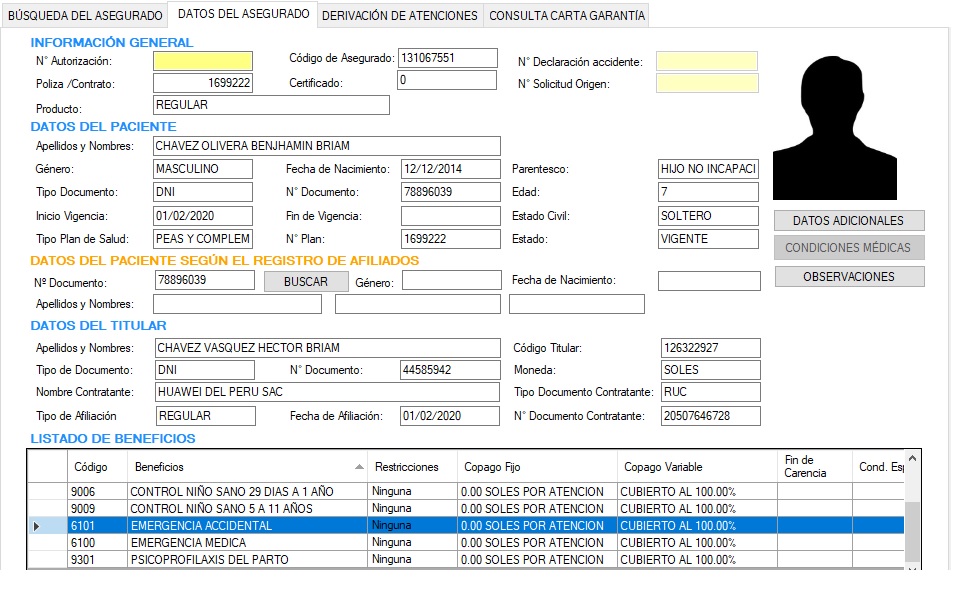 BÚSQUEDA DEL ASEGURADO DATOS DEL ASEGURADO DERIVACIÓN DE ATENCIONES CONSULTA CARTA GARANTÍA
INFORMACIÓN GENERAL
N° Autorización: Código de Asegurado: 131067551 N° Declaración accidente:
Poliza /Contrato: 1699222 Certificado: 0 N° Solicitud Origen:
Producto: REGULAR
DATOS DEL PACIENTE
Apellidos y Nombres: CHAVEZ OLIVERA BENJHAMIN BRIAM
Género: MASCULINO Fecha de Nacimiento: 12/12/2014 Parentesco: HIJO NO INCAPACI
Tipo Documento: DNI N° Documento: 78896039 Edad: 7
Inicio Vigencia: 01/02/2020 Fin de Vigencia: Estado Civil: SOLTERO
DATOS ADICIONALES
Tipo Plan de Salud: PEAS Y COMPLEM N° Plan: 1699222 Estado: VIGENTE
CONDICIONES MÉDICAS
DATOS DEL PACIENTE SEGÚN EL REGISTRO DE AFILIADOS
Nº Documento: 78896039 BUSCAR Género: Fecha de Nacimiento:
OBSERVACIONES
Apellidos y Nombres:
DATOS DEL TITULAR
Apellidos y Nombres: CHAVEZ VASQUEZ HECTOR BRIAM Código Titular: 126322927
Tipo de Documento: DNI N° Documento: 44585942 Moneda: SOLES
Nombre Contratante: HUAWEI DEL PERU SAC Tipo Documento Contratante: RUC
Tipo de Afiliación REGULAR Fecha de Afiliación: 01/02/2020 N° Documento Contratante: 20507646728
LISTADO DE BENEFICIOS
Código Beneficios Restricciones Copago Fijo Copago Variable Fin de Carencia Cond. Esp
9006 CONTROL NIÑO SANO 29 DIAS A 1 AÑO Ninguna 0.00 SOLES POR ATENCION CUBIERTO AL 100.00%
9009 CONTROL NIÑO SANO 5 A 11 AÑOS Ninguna 0.00 SOLES POR ATENCION CUBIERTO AL 100.00%
6101 EMERGENCIA ACCIDENTAL Ninguna 0.00 SOLES POR ATENCION CUBIERTO AL 100.00%
6100 EMERGENCIA MEDICA Ninguna 0.00 SOLES POR ATENCION CUBIERTO AL 100.00%
9301 PSICOPROFILAXIS DEL PARTO Ninguna 0.00 SOLES POR ATENCION CUBIERTO AL 100.00%